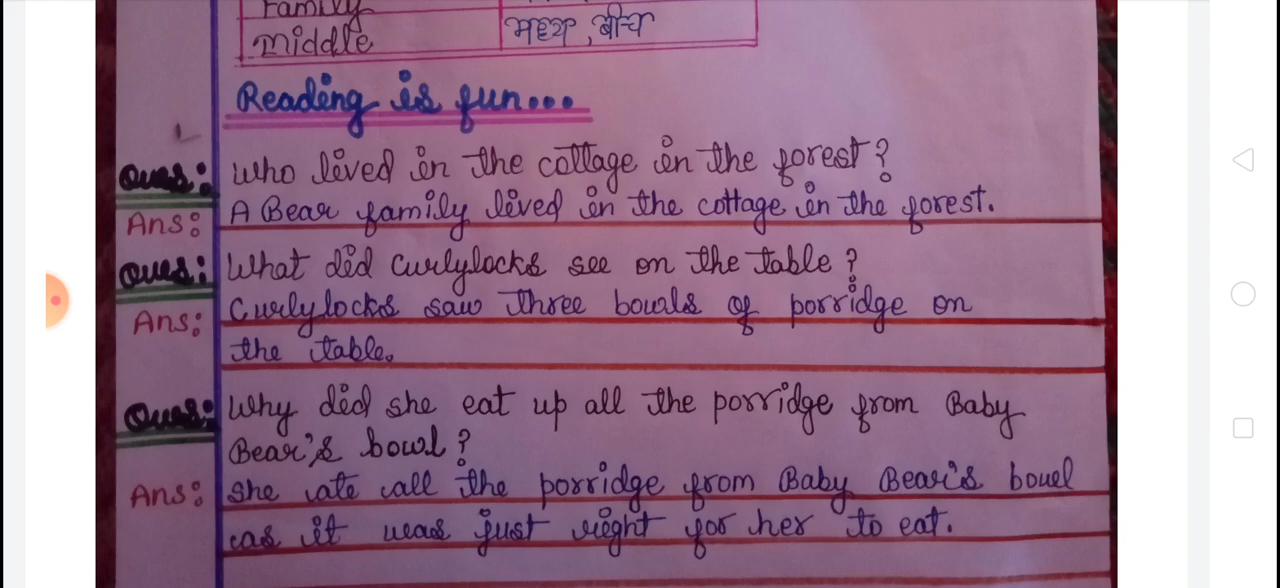 Family
Middle मध्य, बीच
Reading is fun...
Ques: Who lived in the cottage in the forest?
Ans: A Bear family lived in the cottage in the forest.
Ques: What did Curlylocks see on the table?
Ans: Curlylocks saw three bowls of porridge on
the table.
Ques: Why did she eat up all the porridge from Baby
Bear's bowl?
Ans: She ate all the porridge from Baby Bear's bowl
as it was just right for her to eat.